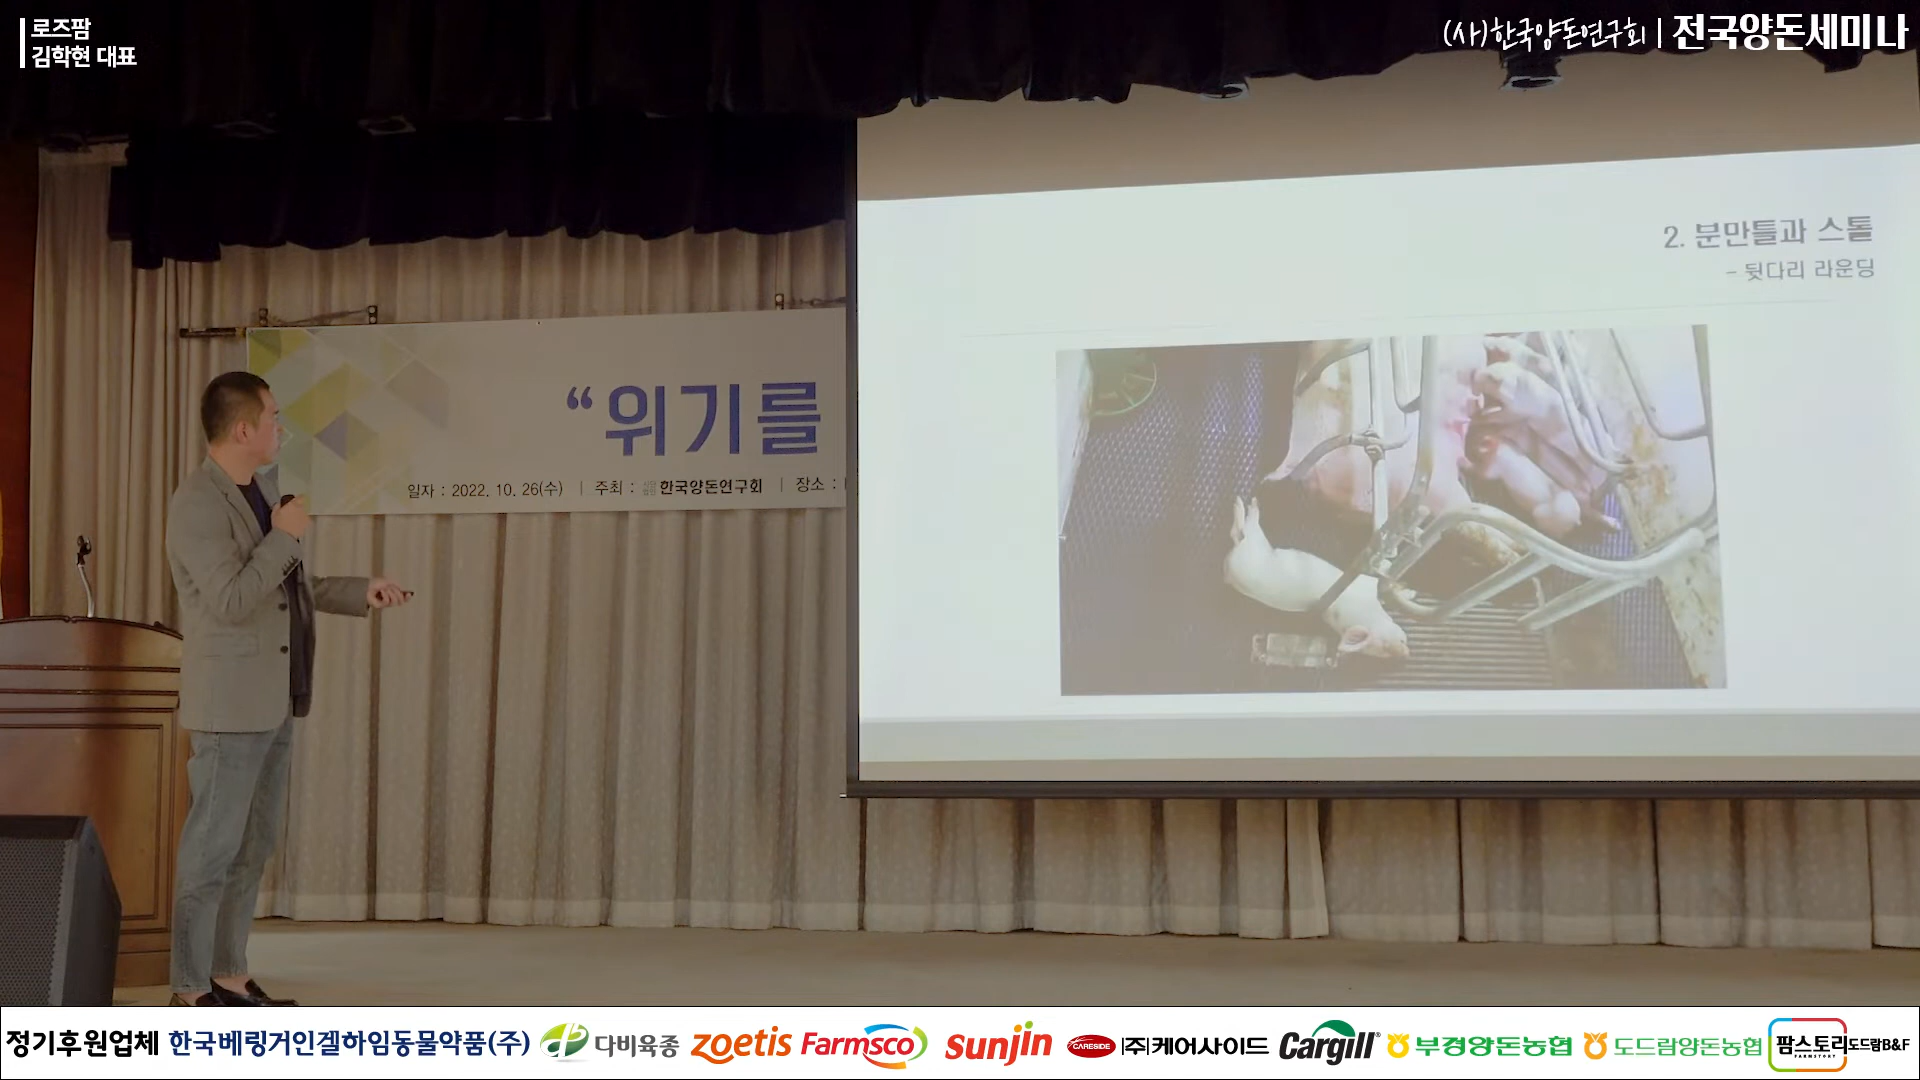 로즈팜
김학현 대표
(사)한국양돈연구회 | 전국양돈세미나
2. 분만틀과 스톨
- 뒷다리 라운딩
“위기를
일자 : 2022. 10. 26(수) | 주최 : 한국양돈연구회 | 장소 :
정기후원업체 한국베링거인겔하임동물약품(주) 다비육종 zoetis Farmsco sunjin CARESIDE (주)케어사이드 Cargill® 부경양돈농협 도드람양돈농협 팜스토리 FARMSTORY 도드람B&F